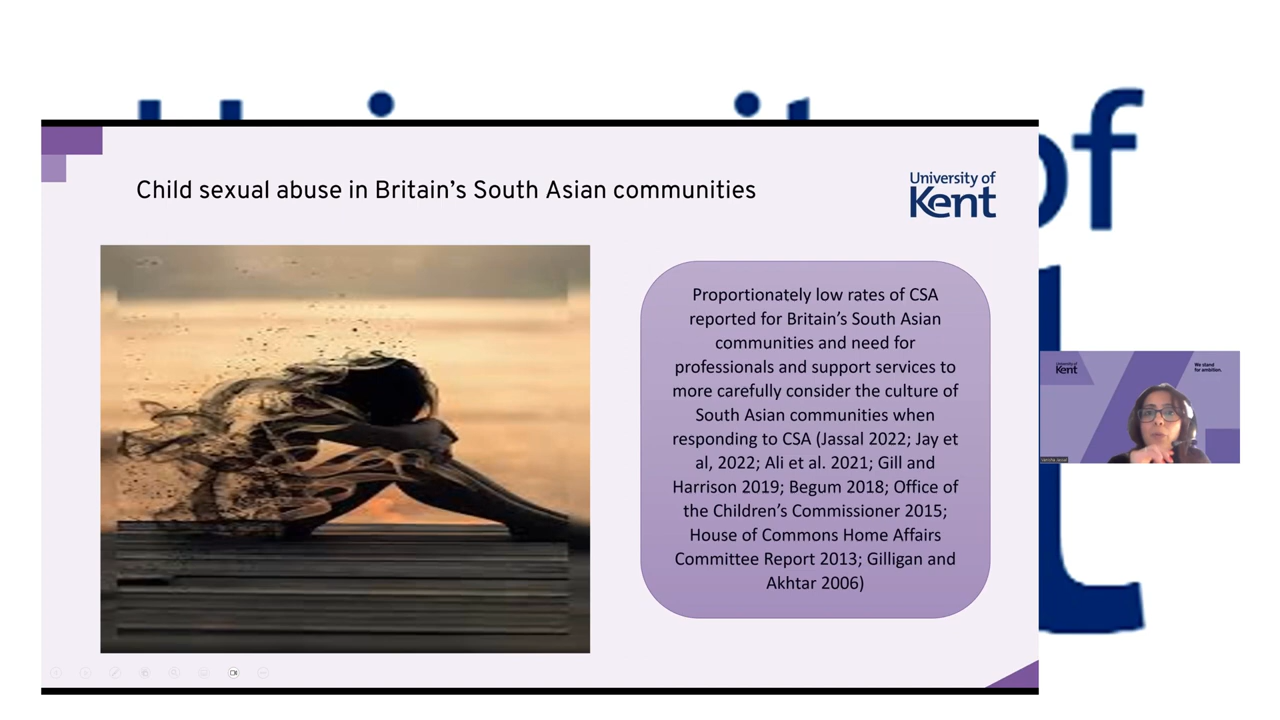 Child sexual abuse in Britain's South Asian communities
University of
Kent
Proportionately low rates of CSA
reported for Britain's South Asian
communities and need for
professionals and support services to
more carefully consider the culture of
South Asian communities when
responding to CSA (Jassal 2022; Jay et
al, 2022; Ali et al. 2021; Gill and
Harrison 2019; Begum 2018; Office of
the Children's Commissioner 2015;
House of Commons Home Affairs
Committee Report 2013; Gilligan and
Akhtar 2006)
of
University of
Kent
We stand
for ambition.